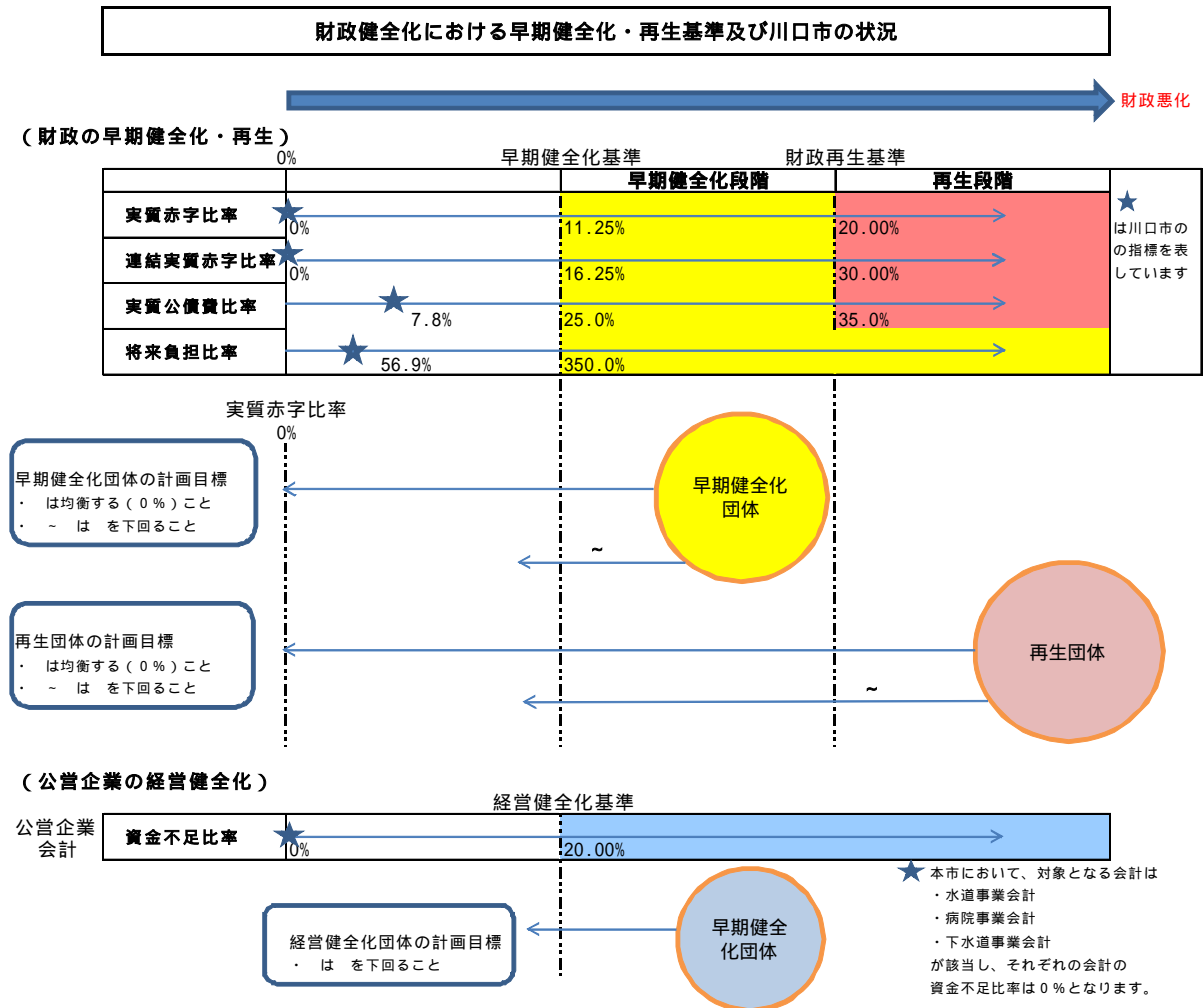 財政健全化における早期健全化・再生基準及び川口市の状況
財政悪化
(財政の早期健全化・再生)
0% 早期健全化基準 財政再生基準
早期健全化段階 再生段階
実質赤字比率
0% 11.25% 20.00%
連結実質赤字比率
0% 16.25% 30.00%
実質公債費比率
7.8% 25.0% 35.0%
将来負担比率
56.9% 350.0%
★
は川口市の
の指標を表
しています
実質赤字比率
0%
早期健全化団体の計画目標
・ は均衡する(0%)こと
・ ~ は を下回ること
早期健全化
団体
~
再生団体の計画目標
・ は均衡する(0%)こと
・ ~ は を下回ること
再生団体
~
(公営企業の経営健全化)
経営健全化基準
公営企業
会計
資金不足比率
0% 20.00%
経営健全化団体の計画目標
・ は を下回ること
早期健全
化団体
★ 本市において、対象となる会計は
・水道事業会計
・病院事業会計
・下水道事業会計
が該当し、それぞれの会計の
資金不足比率は0%となります。